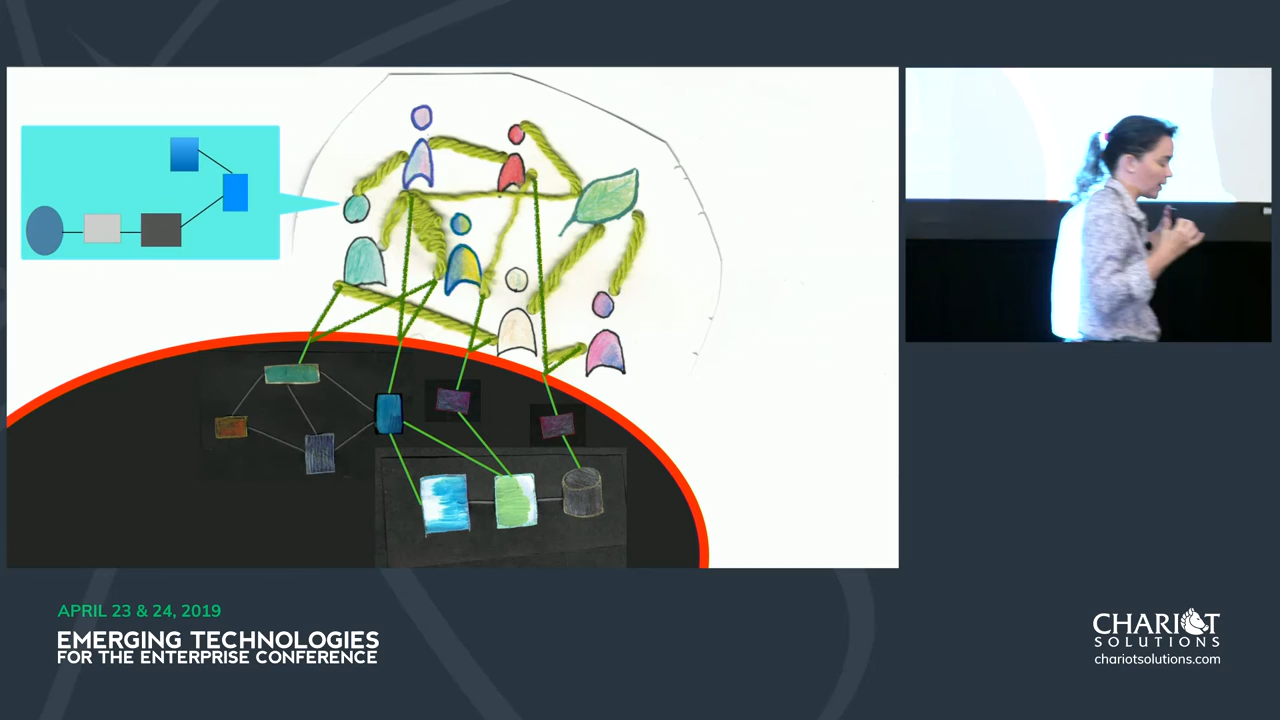 APRIL 23 & 24, 2019
EMERGING TECHNOLOGIES
FOR THE ENTERPRISE CONFERENCE
CHARIOT
SOLUTIONS
chariotsolutions.com